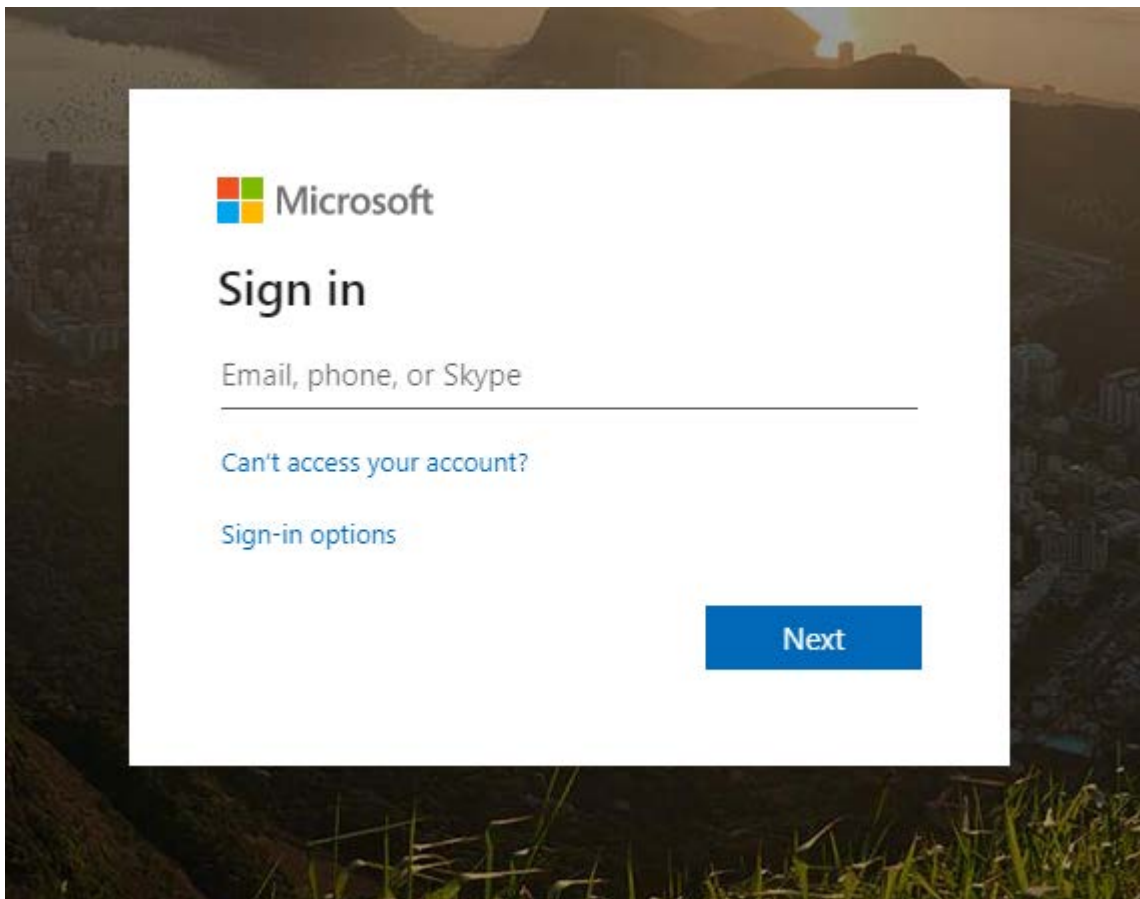 Microsoft
Sign in
Email, phone, or Skype
Can't access your account?
Sign-in options
Next